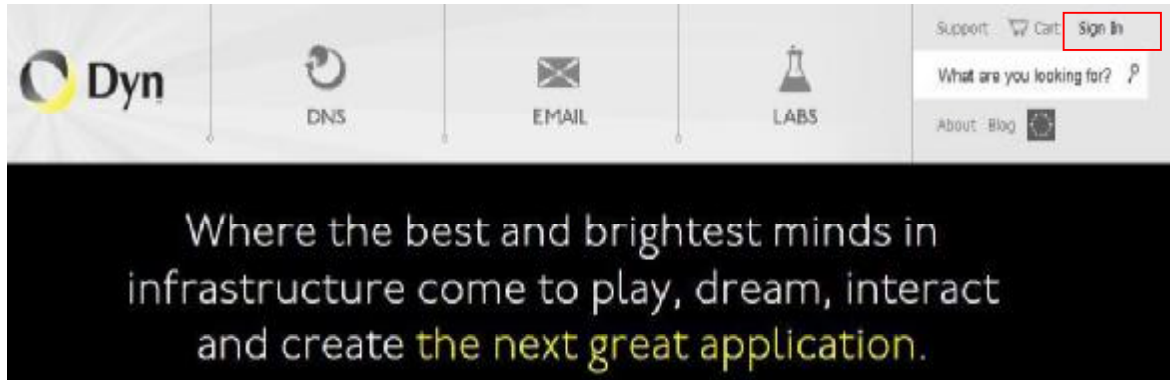 Dyn
DNS
EMAIL
LABS
Support Cart Sign In
What are you looking for?
About Blog
Where the best and brightest minds in
infrastructure come to play, dream, interact
and create the next great application.